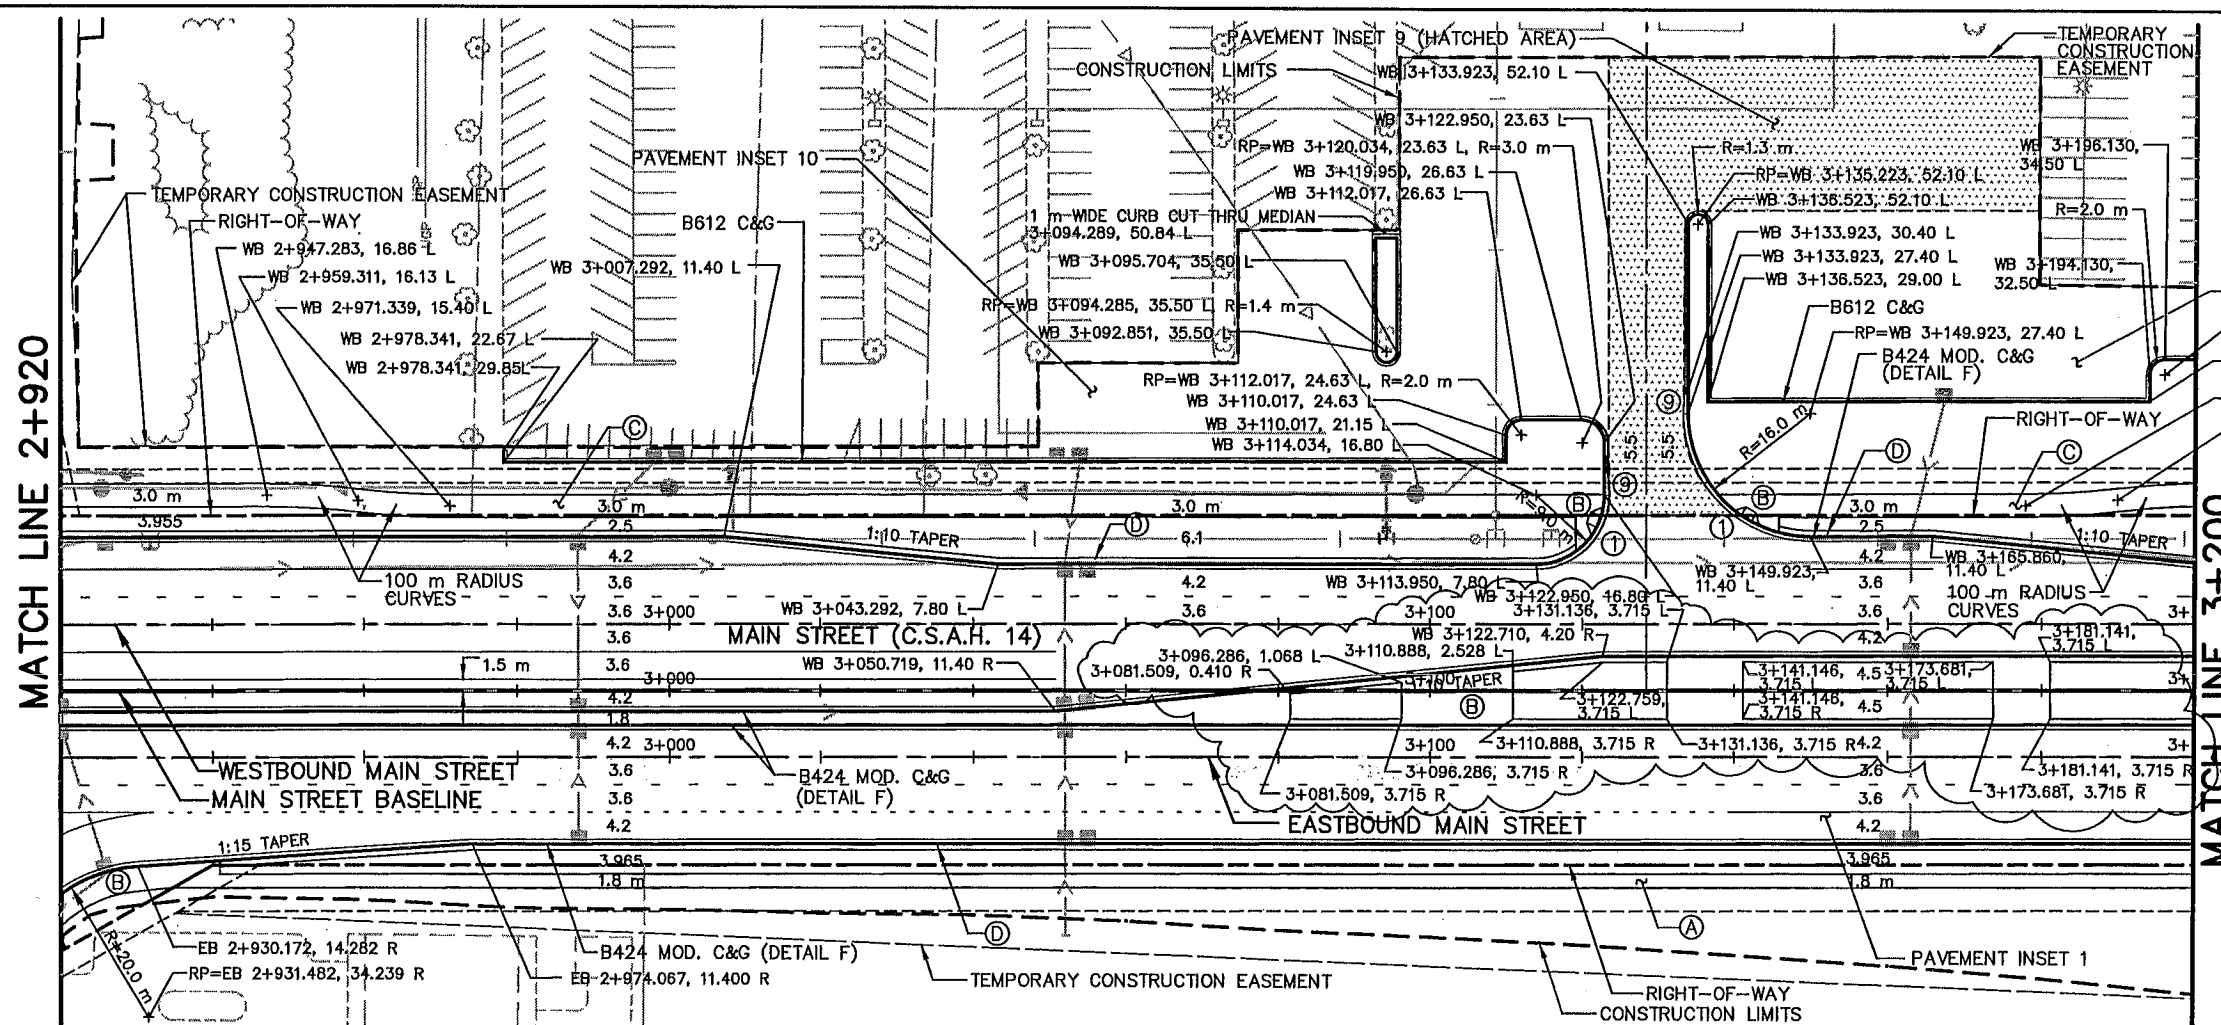 PAVEMENT INSET 9 (HATCHED AREA)
TEMPORARY
CONSTRUCTION
EASEMENT
CONSTRUCTION LIMITS
WB 3+133.923, 52.10 L
WB 3+122.950, 23.63 L
RP=WB 3+120.034, 23.63 L, R=3.0 m
R=1.3 m
WB 3+196.130,
34.50 L
PAVEMENT INSET 10
WB 3+119.950, 26.63 L
RP=WB 3+135.223, 52.10 L
TEMPORARY CONSTRUCTION EASEMENT
WB 3+112.017, 26.63 L
WB 3+136.523, 52.10 L
RIGHT-OF-WAY
B612 C&G
1 m WIDE CURB CUT THRU MEDIAN
3+094.289, 50.84 L
R=2.0 m
WB 2+947.283, 16.86 L
WB 3+133.923, 30.40 L
WB 3+007.292, 11.40 L
WB 3+095.704, 35.50 L
WB 3+133.923, 27.40 L
WB 2+959.311, 16.13 L
WB 3+136.523, 29.00 L
WB 3+194.130,
32.50 L
WB 2+971.339, 15.40 L
RP=WB 3+094.285, 35.50 L, R=1.4 m
B612 C&G
WB 2+978.341, 22.67 L
WB 3+092.851, 35.50 L
RP=WB 3+149.923, 27.40 L
WB 2+978.341, 29.85 L
B424 MOD. C&G
(DETAIL F)
RP=WB 3+112.017, 24.63 L, R=2.0 m
WB 3+110.017, 24.63 L
9
WB 3+110.017, 21.15 L
WB 3+114.034, 16.80 L
C
5.5
5.5
R=16.0 m
RIGHT-OF-WAY
D
C
MATCH LINE 2+920
9
3.0 m
3.0 m
3.0 m
R=9.0 m
B
B
3.0 m
3.955
2.5
1:10 TAPER
D
6.1
1
1
2.5
1:10 TAPER
4.2
4.2
4.2
WB 3+165.860,
11.40 L
3.6
100 m RADIUS
CURVES
WB 3+113.950, 7.80 L
WB 3+149.923,
11.40 L
3.6
100 m RADIUS
CURVES
WB 3+122.950, 16.80 L
3.6
3+000
WB 3+043.292, 7.80 L
3.6
3+100
3+131.136, 3.715 L
3.6
3+
3.6
MAIN STREET (C.S.A.H. 14)
WB 3+122.710, 4.20 R
4.2
3+181.141,
3.715 L
3.6
1.5 m
WB 3+050.719, 11.40 R
3+096.286, 1.068 L
3+110.888, 2.528 L
3+081.509, 0.410 R
3+141.146,
3.715 L
4.5
3+173.681,
3.715 L
3+000
3+100
1:10 TAPER
4.2
1.8
B
3+122.759,
3.715 L
3+141.146,
3.715 R
4.5
4.2
3+000
3+100
3+110.888, 3.715 R
3+131.136, 3.715 R
4.2
3+
WESTBOUND MAIN STREET
3.6
B424 MOD. C&G
(DETAIL F)
3+096.286, 3.715 R
3.6
3+181.141, 3.715 R
MAIN STREET BASELINE
3.6
3+081.509, 3.715 R
3.6
3+173.681, 3.715 R
4.2
EASTBOUND MAIN STREET
4.2
1:15 TAPER
3.965
3.965
B
1.8 m
1.8 m
MATCH LINE 3+200
R=20.0 m
EB 2+930.172, 14.282 R
B424 MOD. C&G (DETAIL F)
D
A
RP=EB 2+931.482, 34.239 R
EB 2+974.067, 11.400 R
TEMPORARY CONSTRUCTION EASEMENT
PAVEMENT INSET 1
RIGHT-OF-WAY
CONSTRUCTION LIMITS